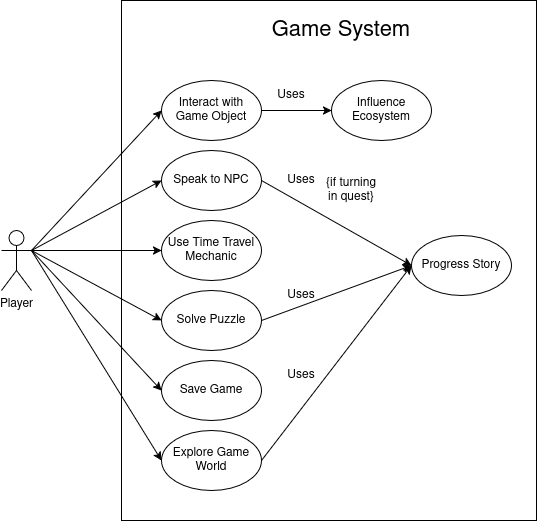 Game System
Interact with
Game Object
Uses
Influence
Ecosystem
Speak to NPC
Uses
{if turning
in quest}
Use Time Travel
Mechanic
Progress Story
Player
Solve Puzzle
Uses
Save Game
Uses
Explore Game
World